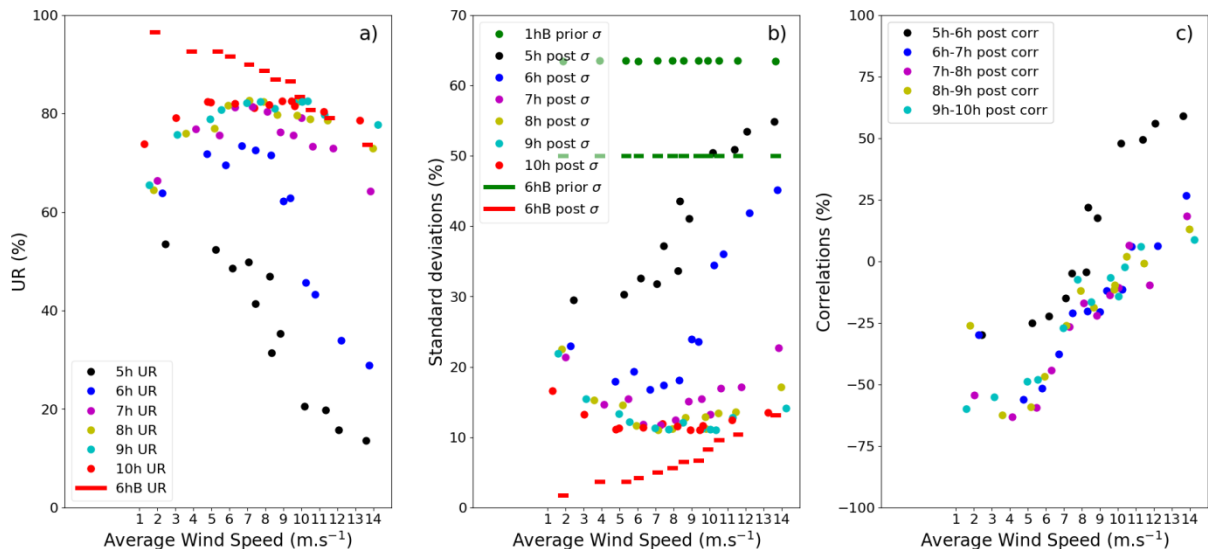 a)
UR (%)
100
80
60
40
20
0
5h UR
6h UR
7h UR
8h UR
9h UR
10h UR
6hB UR
1 2 3 4 5 6 7 8 9 10 11 12 13 14
Average Wind Speed (m.s⁻¹)
b)
Standard deviations (%)
70
60
50
40
30
20
10
0
1hB prior σ
5h post σ
6h post σ
7h post σ
8h post σ
9h post σ
10h post σ
6hB prior σ
6hB post σ
1 2 3 4 5 6 7 8 9 10 11 12 13 14
Average Wind Speed (m.s⁻¹)
c)
Correlations (%)
100
75
50
25
0
−25
−50
−75
−100
5h-6h post corr
6h-7h post corr
7h-8h post corr
8h-9h post corr
9h-10h post corr
1 2 3 4 5 6 7 8 9 10 11 12 13 14
Average Wind Speed (m.s⁻¹)